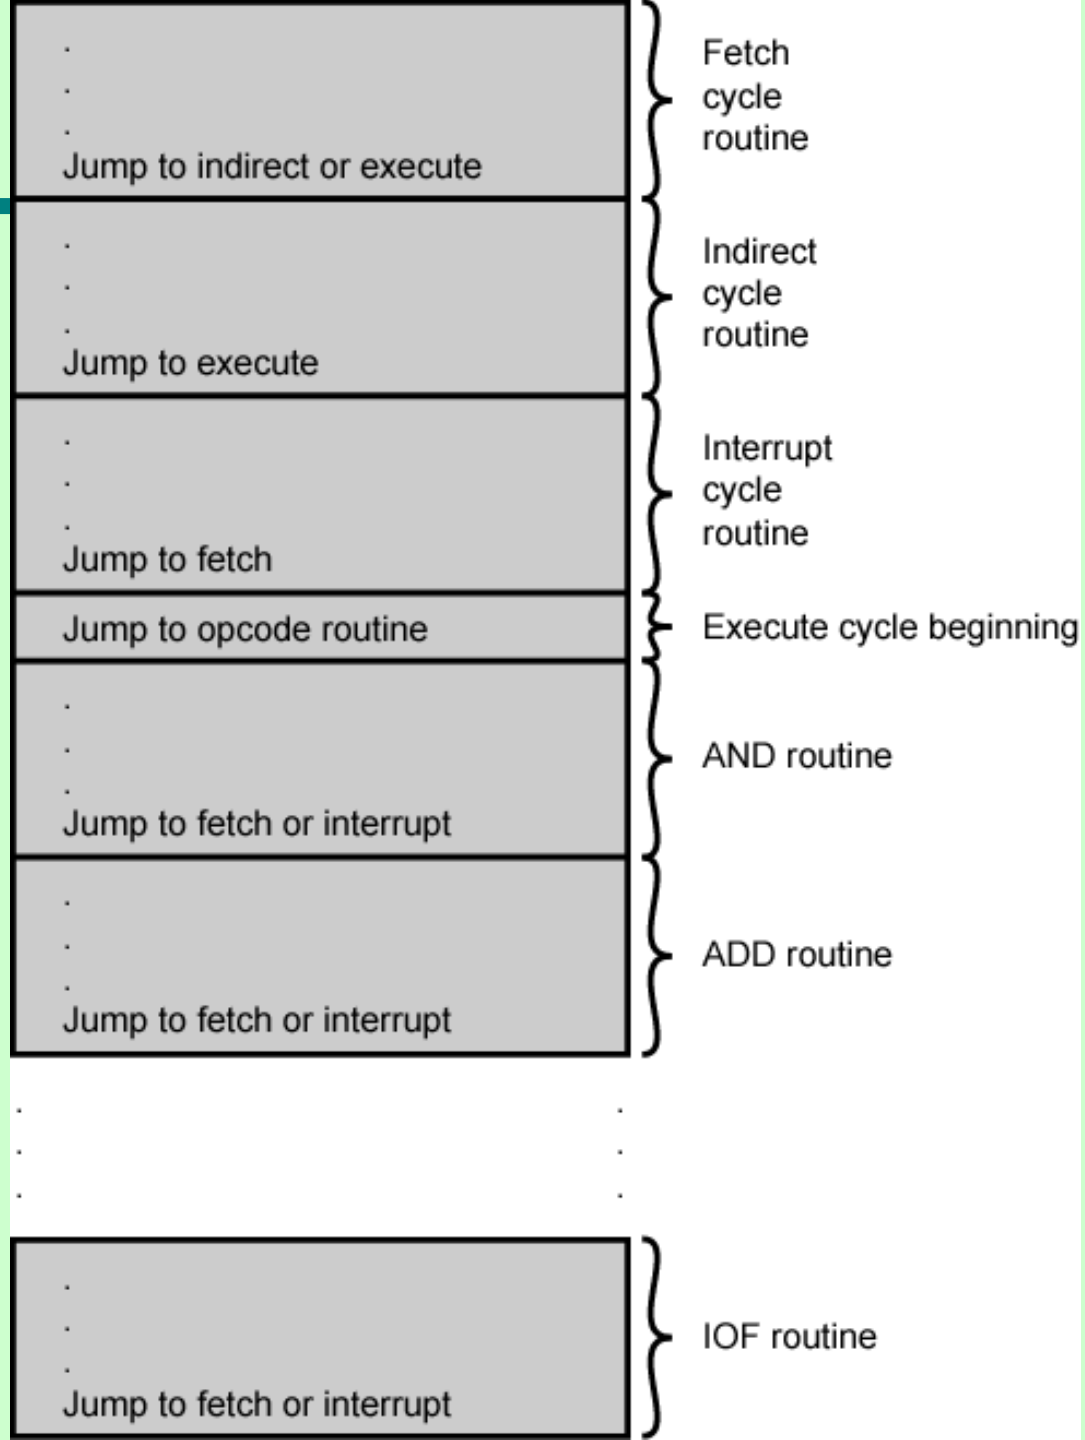 Fetch
cycle
routine
Jump to indirect or execute
Indirect
cycle
routine
Jump to execute
Interrupt
cycle
routine
Jump to fetch
Jump to opcode routine
Execute cycle beginning
AND routine
Jump to fetch or interrupt
ADD routine
Jump to fetch or interrupt
IOF routine
Jump to fetch or interrupt